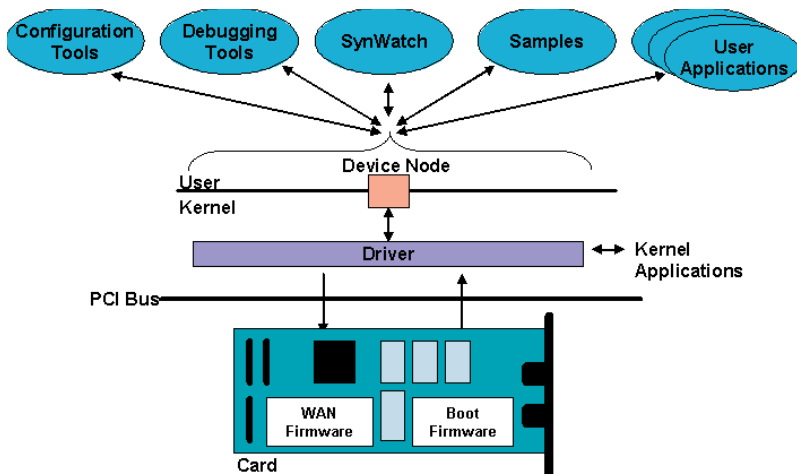 Configuration
Tools
Debugging
Tools
SynWatch
Samples
User
Applications
Device Node
User
Kernel
Driver
Kernel
Applications
PCI Bus
WAN
Firmware
Boot
Firmware
Card